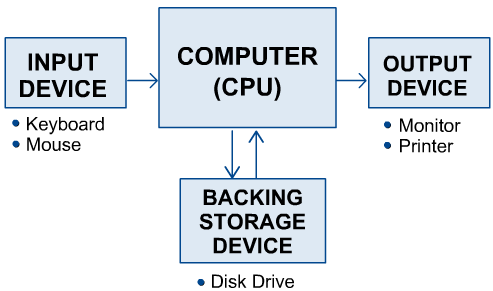 INPUT
DEVICE
• Keyboard
• Mouse
COMPUTER
(CPU)
OUTPUT
DEVICE
• Monitor
• Printer
BACKING
STORAGE
DEVICE
• Disk Drive